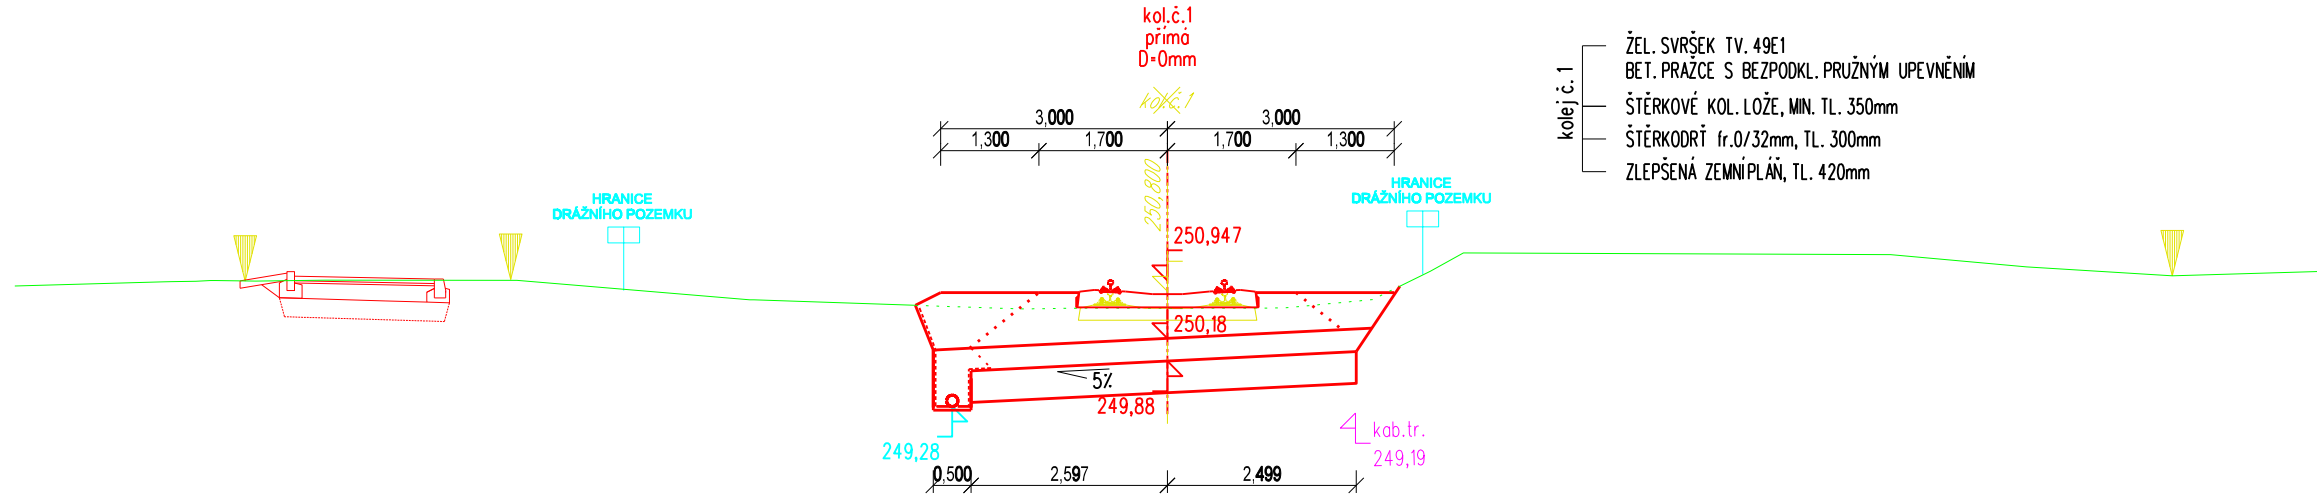 kol.č.1
přímá
D=0mm
kol.č.1
3,000
3,000
1,300
1,700
1,700
1,300
250,800
HRANICE
DRÁŽNÍHO POZEMKU
HRANICE
DRÁŽNÍHO POZEMKU
kolej č. 1
ŽEL. SVRŠEK TV. 49E1
BET. PRAŽCE S BEZPODKL. PRUŽNÝM UPEVNĚNÍM
ŠTĚRKOVÉ KOL. LOŽE, MIN. TL. 350mm
ŠTĚRKODRŤ fr.0/32mm, TL. 300mm
ZLEPŠENÁ ZEMNÍ PLÁŇ, TL. 420mm
250,947
250,18
5%
249,88
249,28
kab.tr.
249,19
0,500
2,597
2,499